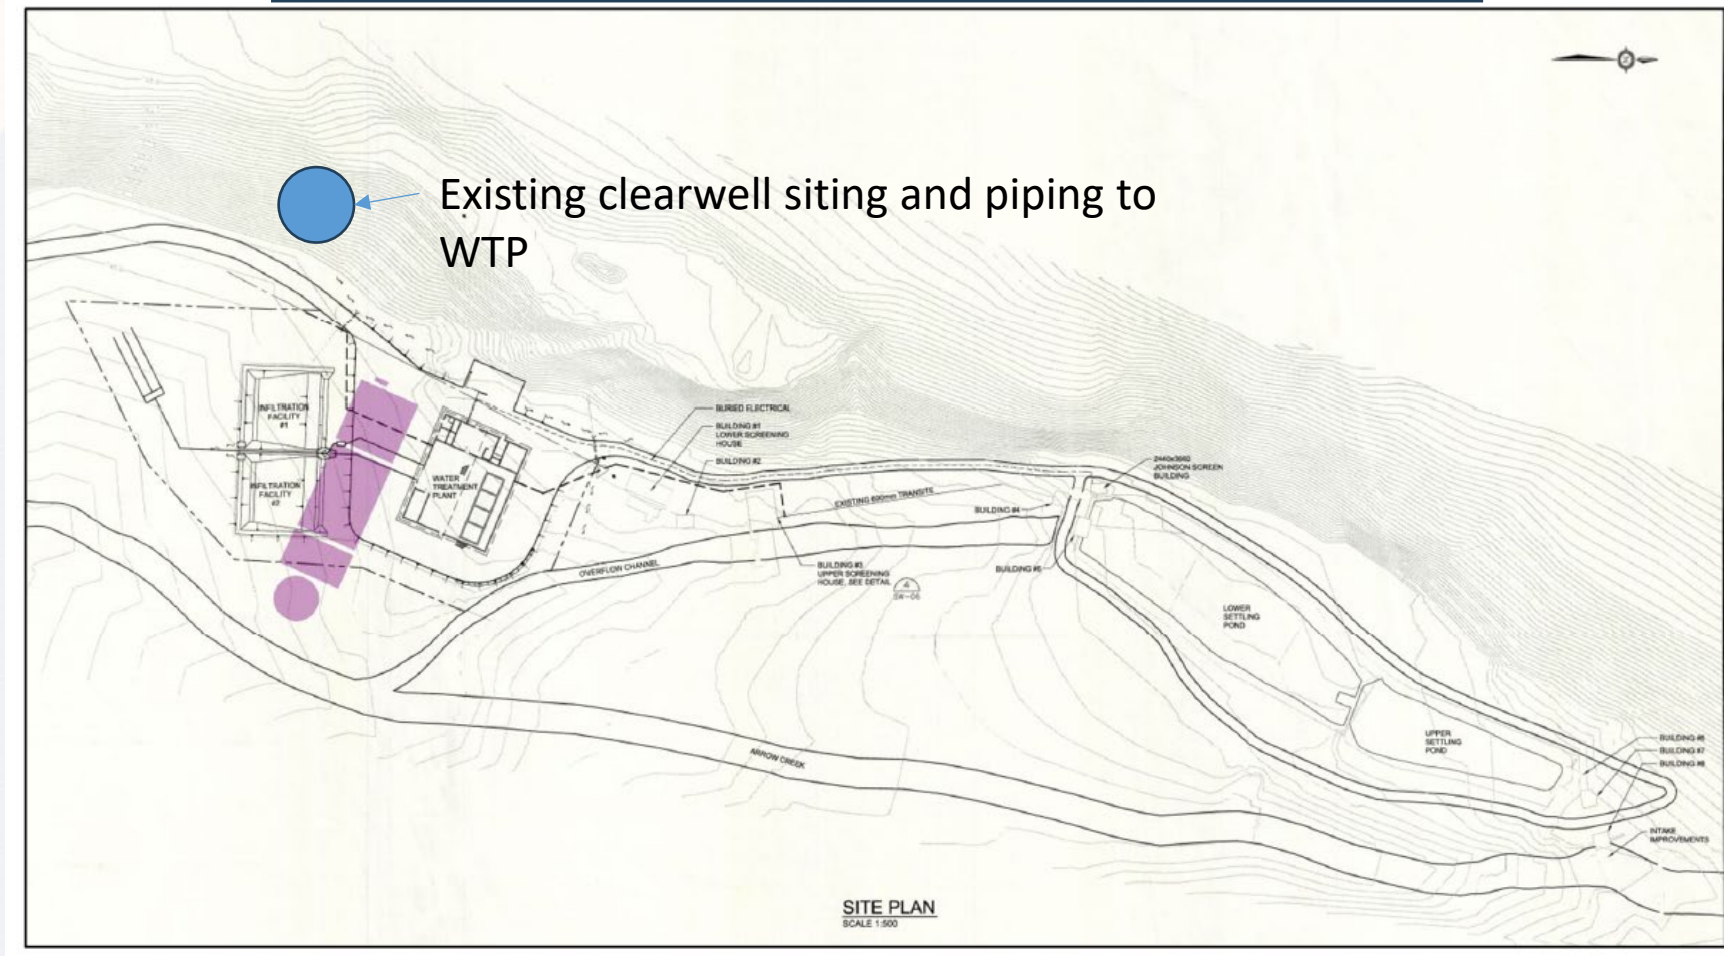 Existing clearwell siting and piping to
WTP
INFILTRATION
FACILITY
#1
INFILTRATION
FACILITY
#2
WATER
TREATMENT
PLANT
BURIED ELECTRICAL
BUILDING #1
LOWER SCREENING
HOUSE
BUILDING #2
EXISTING 600mm TRANSITE
2440x3660
JOHNSON SCREEN
BUILDING
BUILDING #4
BUILDING #3
UPPER SCREENING
HOUSE, SEE DETAIL
4
SW-06
BUILDING #5
OVERFLOW CHANNEL
LOWER
SETTLING
POND
UPPER
SETTLING
POND
BUILDING #6
BUILDING #7
BUILDING #8
INTAKE
IMPROVEMENTS
ARROW CREEK
SITE PLAN
SCALE 1:500